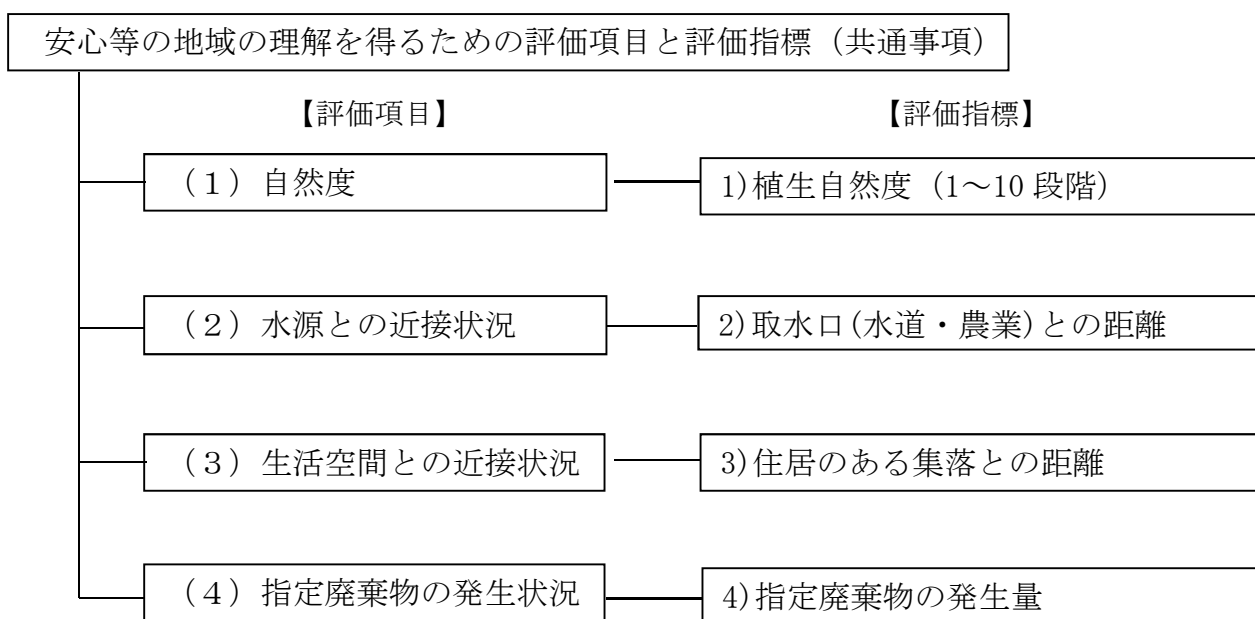 安心等の地域の理解を得るための評価項目と評価指標（共通事項）
【評価項目】 【評価指標】
（１）自然度 1)植生自然度（1～10 段階）
（２）水源との近接状況 2)取水口(水道・農業)との距離
（３）生活空間との近接状況 3)住居のある集落との距離
（４）指定廃棄物の発生状況 4)指定廃棄物の発生量